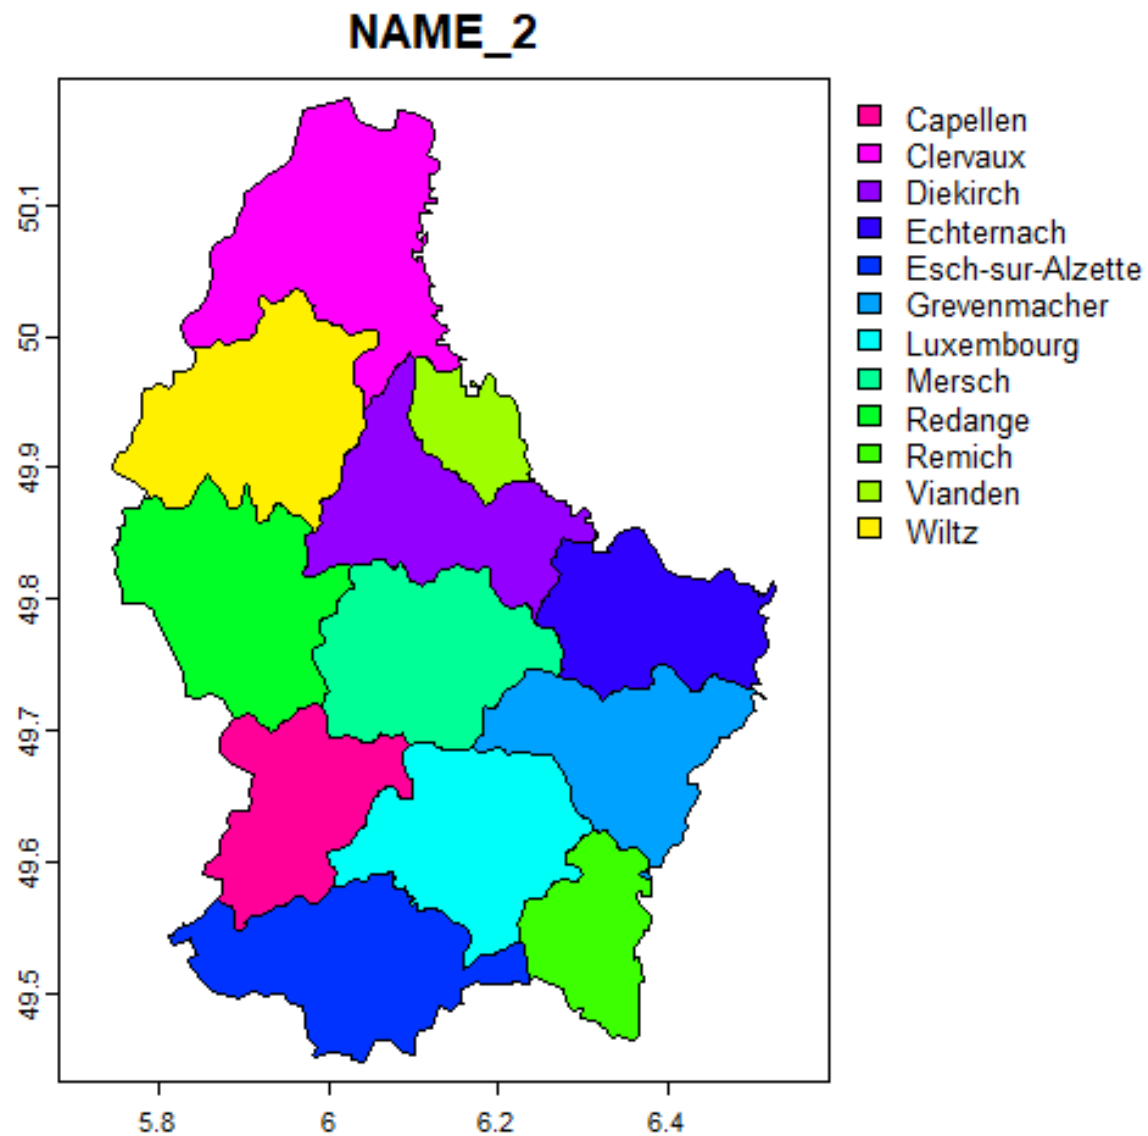 NAME_2
Capellen
Clervaux
Diekirch
Echternach
Esch-sur-Alzette
Grevenmacher
Luxembourg
Mersch
Redange
Remich
Vianden
Wiltz
50.1
50
49.9
49.8
49.7
49.6
49.5
5.8 6 6.2 6.4